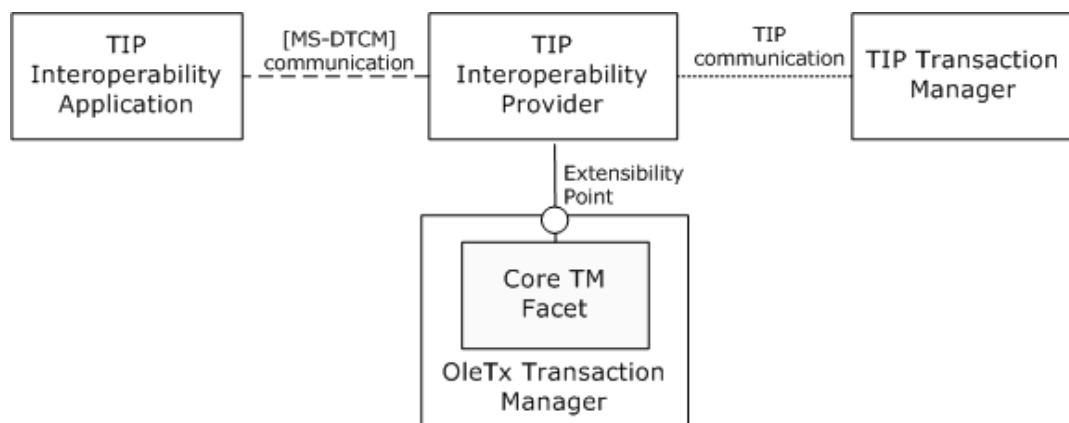 TIP
Interoperability
Application
[MS-DTCM]
communication
TIP
Interoperability
Provider
TIP
communication
TIP Transaction
Manager
Extensibility
Point
Core TM
Facet
OleTx Transaction
Manager